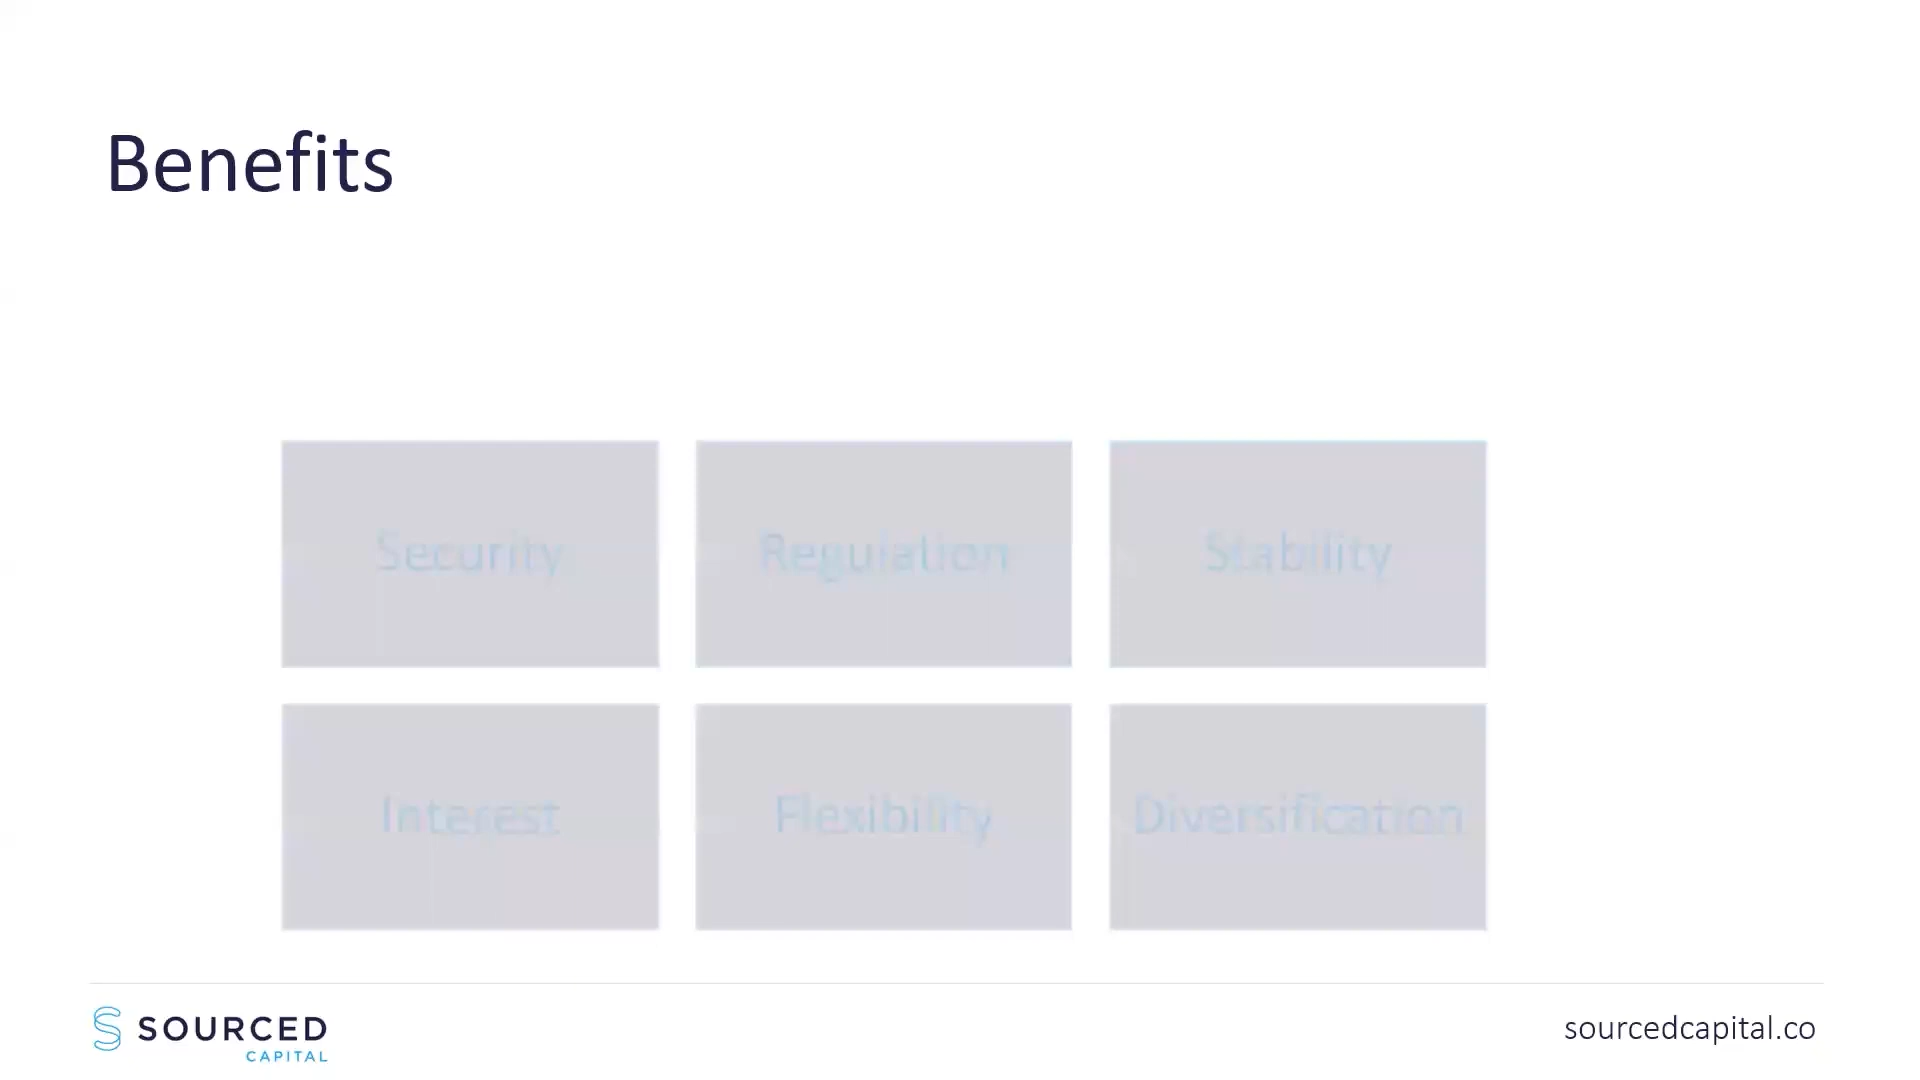 Benefits
Security
Regulation
Stability
Interest
Flexibility
Diversification
SOURCED
CAPITAL
sourcedcapital.co